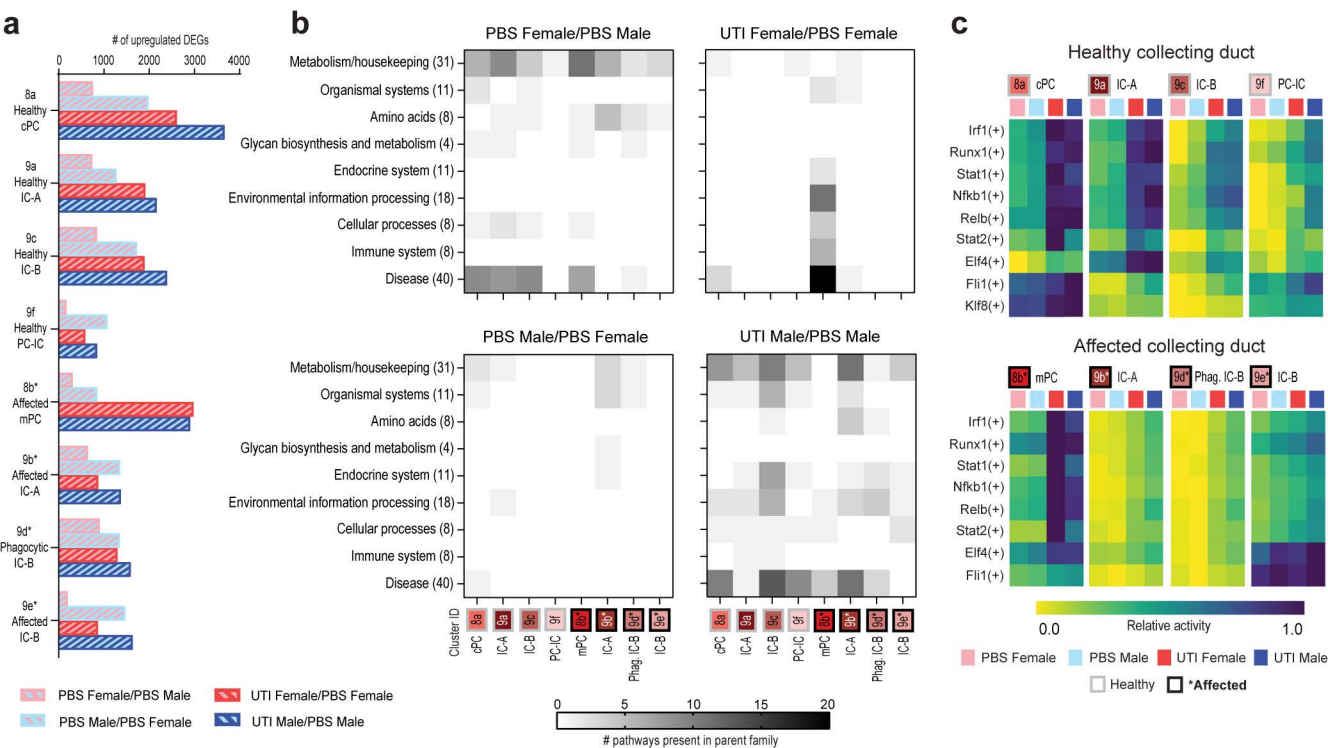 a
# of upregulated DEGs
0 1000 2000 3000 4000
8a
Healthy
cPC
9a
Healthy
IC-A
9c
Healthy
IC-B
9f
Healthy
PC-IC
8b*
Affected
mPC
9b*
Affected
IC-A
9d*
Phagocytic
IC-B
9e*
Affected
IC-B
PBS Female/PBS Male
UTI Female/PBS Female
PBS Male/PBS Female
UTI Male/PBS Male
b
PBS Female/PBS Male
UTI Female/PBS Female
Metabolism/housekeeping (31)
Organismal systems (11)
Amino acids (8)
Glycan biosynthesis and metabolism (4)
Endocrine system (11)
Environmental information processing (18)
Cellular processes (8)
Immune system (8)
Disease (40)
PBS Male/PBS Female
UTI Male/PBS Male
Metabolism/housekeeping (31)
Organismal systems (11)
Amino acids (8)
Glycan biosynthesis and metabolism (4)
Endocrine system (11)
Environmental information processing (18)
Cellular processes (8)
Immune system (8)
Disease (40)
Cluster ID
8a 9a 9c 9f 8b* 9b* 9d* 9e*
cPC IC-A IC-B PC-IC mPC IC-A Phag. IC-B IC-B
8a 9a 9c 9f 8b* 9b* 9d* 9e*
cPC IC-A IC-B PC-IC mPC IC-A Phag. IC-B IC-B
0 5 10 15 20
# pathways present in parent family
c
Healthy collecting duct
8a cPC 9a IC-A 9c IC-B 9f PC-IC
Irf1(+)
Runx1(+)
Stat1(+)
Nfkb1(+)
Relb(+)
Stat2(+)
Elf4(+)
Fli1(+)
Klf8(+)
Affected collecting duct
8b* mPC 9b* IC-A 9d* Phag. IC-B 9e* IC-B
Irf1(+)
Runx1(+)
Stat1(+)
Nfkb1(+)
Relb(+)
Stat2(+)
Elf4(+)
Fli1(+)
0.0 Relative activity 1.0
PBS Female PBS Male UTI Female UTI Male
Healthy *Affected